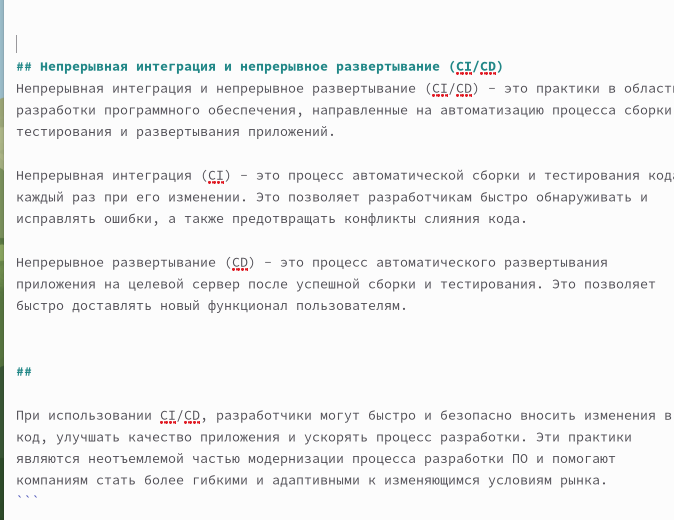 ## Непрерывная интеграция и непрерывное развертывание (CI/CD)
Непрерывная интеграция и непрерывное развертывание (CI/CD) – это практики в област
разработки программного обеспечения, направленные на автоматизацию процесса сборки
тестирования и развертывания приложений.
Непрерывная интеграция (CI) – это процесс автоматической сборки и тестирования кода
каждый раз при его изменении. Это позволяет разработчикам быстро обнаруживать и
исправлять ошибки, а также предотвращать конфликты слияния кода.
Непрерывное развертывание (CD) – это процесс автоматического развертывания
приложения на целевой сервер после успешной сборки и тестирования. Это позволяет
быстро доставлять новый функционал пользователям.
##
При использовании CI/CD, разработчики могут быстро и безопасно вносить изменения в
код, улучшать качество приложения и ускорять процесс разработки. Эти практики
являются неотъемлемой частью модернизации процесса разработки ПО и помогают
компаниям стать более гибкими и адаптивными к изменяющимся условиям рынка.
```